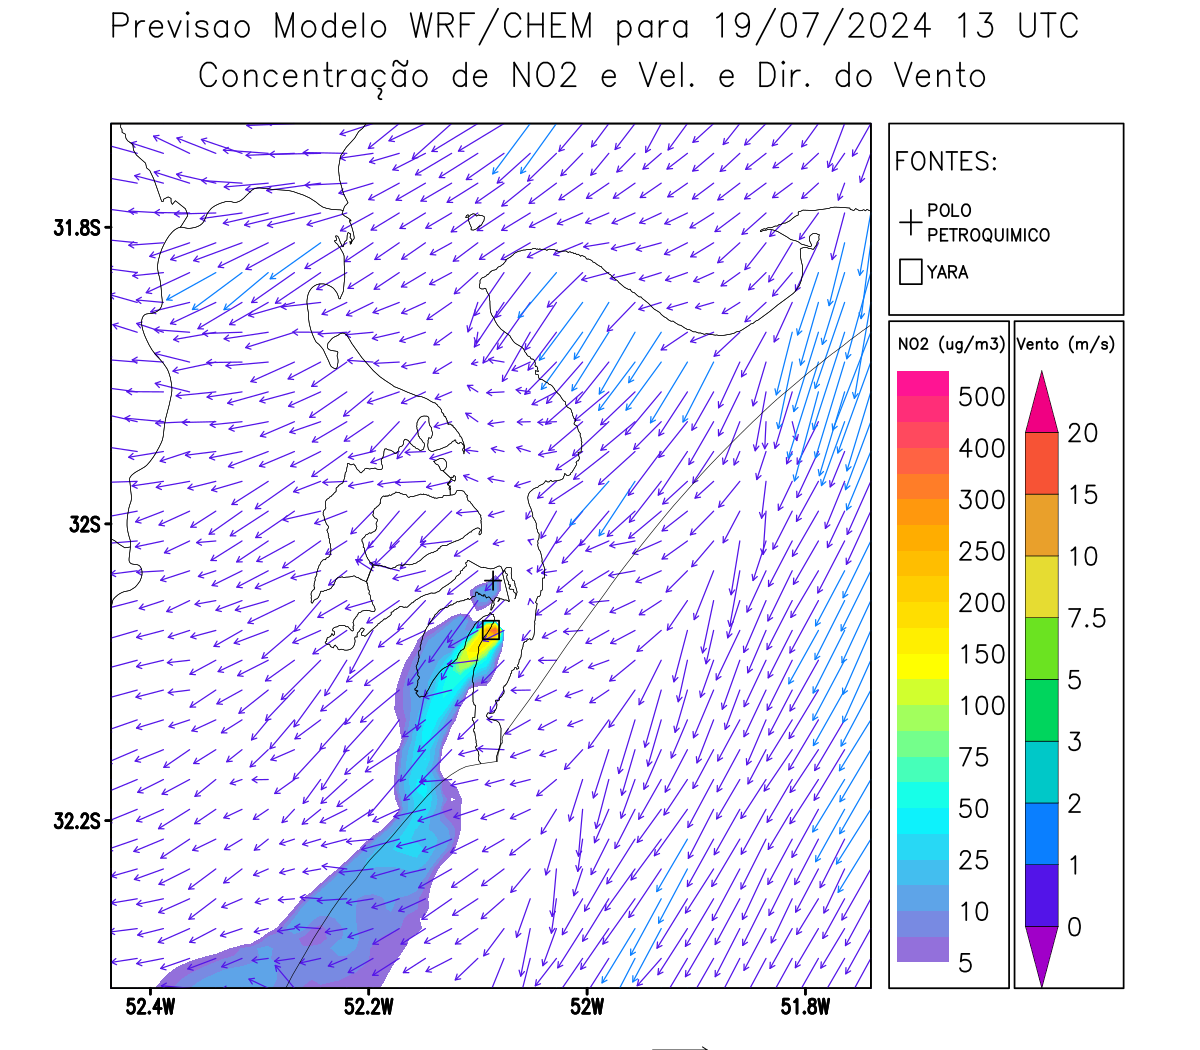 Previsao Modelo WRF/CHEM para 19/07/2024 13 UTC
Concentração de NO2 e Vel. e Dir. do Vento
FONTES:
POLO
PETROQUIMICO
YARA
NO2 (ug/m3)
500
400
300
250
200
150
100
75
50
25
10
5
Vento (m/s)
20
15
10
7.5
5
3
2
1
0
31.8S
32S
32.2S
52.4W
52.2W
52W
51.8W